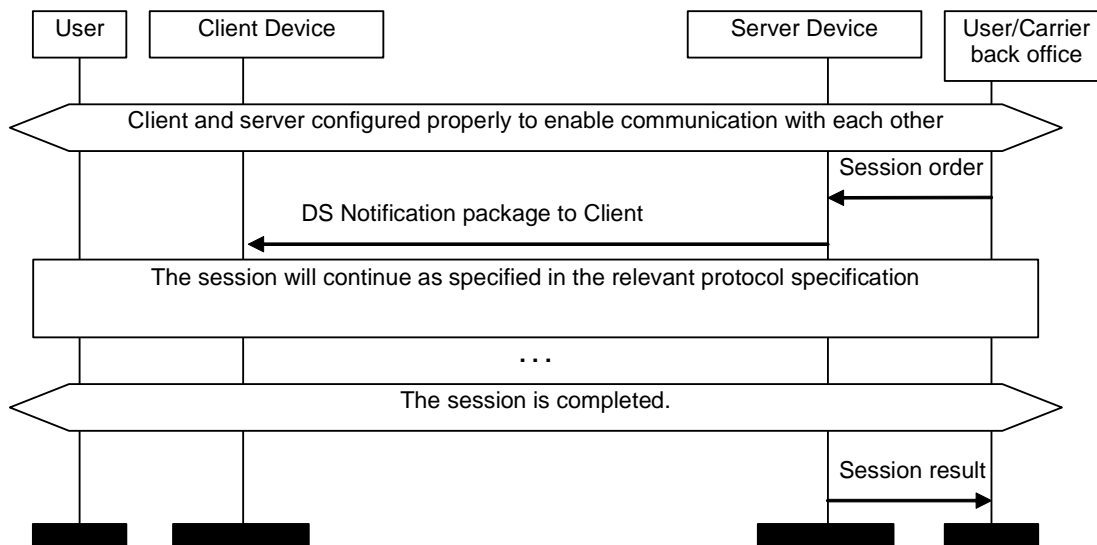 User
Client Device
Server Device
User/Carrier
back office
Client and server configured properly to enable communication with each other
Session order
DS Notification package to Client
The session will continue as specified in the relevant protocol specification
...
The session is completed.
Session result